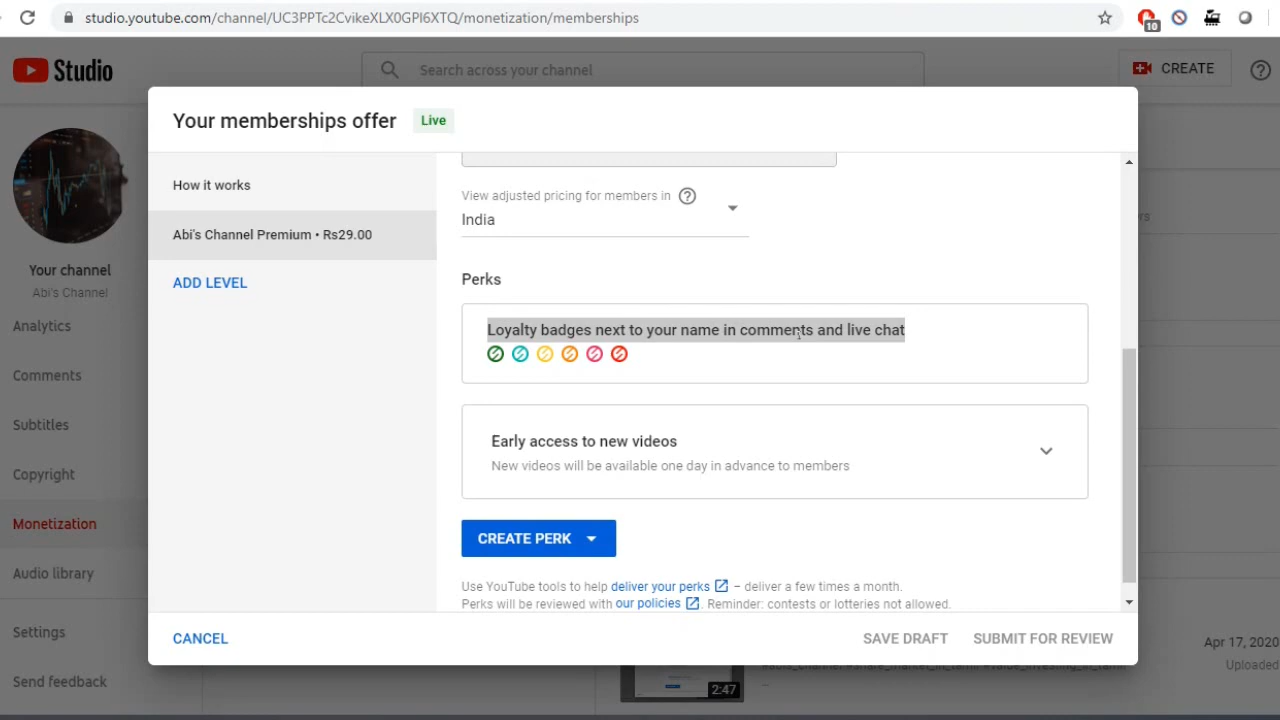 studio.youtube.com/channel/UC3PPTc2CvikeXLX0GPl6XTQ/monetization/memberships
10
Studio
Search across your channel
CREATE
Your memberships offer
Live
How it works
Abi's Channel Premium • Rs29.00
ADD LEVEL
View adjusted pricing for members in
India
Perks
Loyalty badges next to your name in comments and live chat
Early access to new videos
New videos will be available one day in advance to members
CREATE PERK
Use YouTube tools to help deliver your perks – deliver a few times a month.
Perks will be reviewed with our policies. Reminder: contests or lotteries not allowed.
CANCEL
SAVE DRAFT
SUBMIT FOR REVIEW
Your channel
Abi's Channel
Analytics
Comments
Subtitles
Copyright
Monetization
Audio library
Settings
Send feedback
Apr 17, 2020
Uploaded
2:47